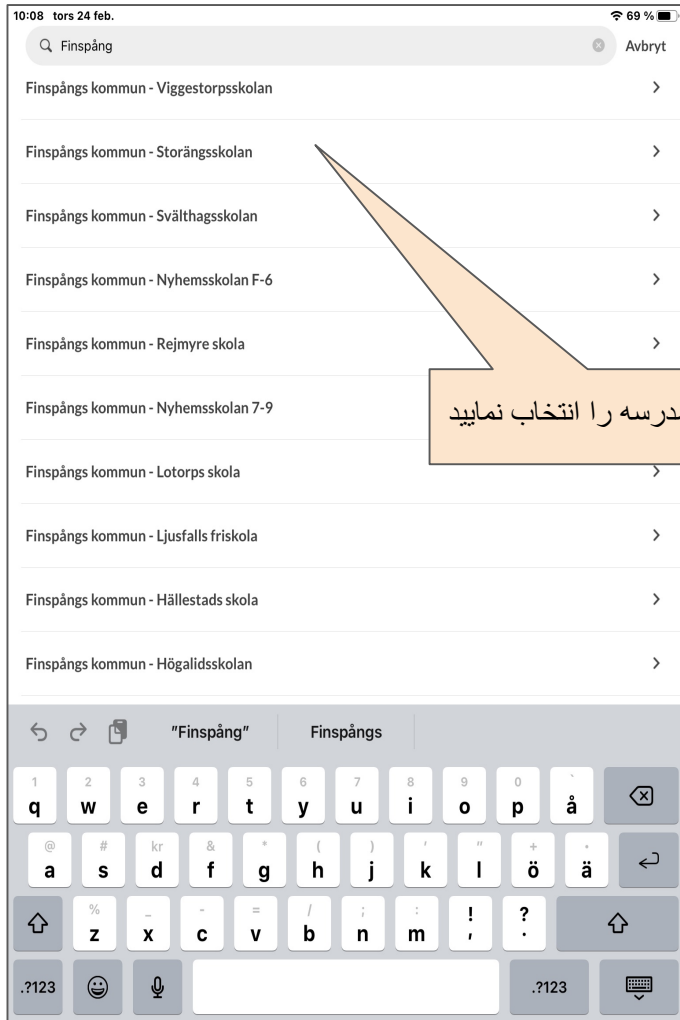 10:08 tors 24 feb. 69 %
Finspång Avbryt
Finspångs kommun - Viggestorpsskolan
Finspångs kommun - Storängsskolan
Finspångs kommun - Svälthagsskolan
Finspångs kommun - Nyhemsskolan F-6
Finspångs kommun - Rejmyre skola
Finspångs kommun - Nyhemsskolan 7-9
را انتخاب نمایید
Finspångs kommun - Lotorps skola
Finspångs kommun - Ljusfalls friskola
Finspångs kommun - Hällestads skola
Finspångs kommun - Högalidsskolan
"Finspång" Finspångs
1 2 3 4 5 6 7 8 9 0 `
q w e r t y u i o p å
@ # kr & * ( ) ' " + •
a s d f g h j k l ö ä
% _ - = / ; : ! ?
z x c v b n m , .
.?123 .?123